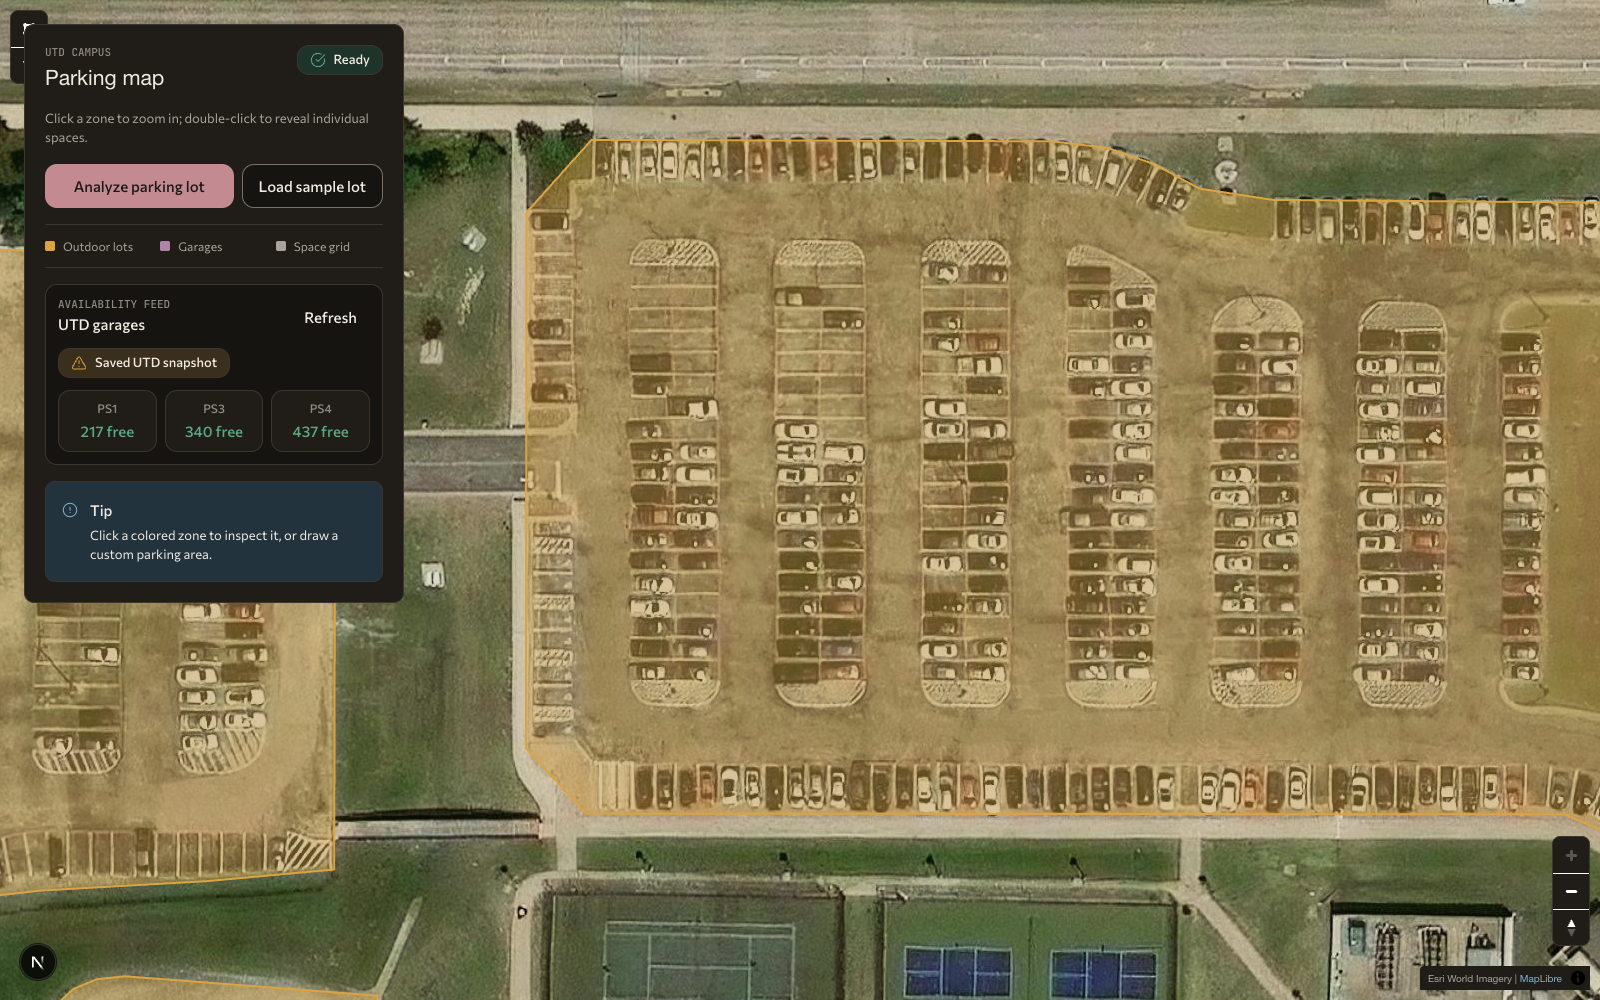 UTD CAMPUS
Parking map
Ready
Click a zone to zoom in; double-click to reveal individual
spaces.
Analyze parking lot
Load sample lot
Outdoor lots
Garages
Space grid
AVAILABILITY FEED
UTD garages
Refresh
Saved UTD snapshot
PS1
217 free
PS3
340 free
PS4
437 free
Tip
Click a colored zone to inspect it, or draw a
custom parking area.
N
Esri World Imagery | MapLibre